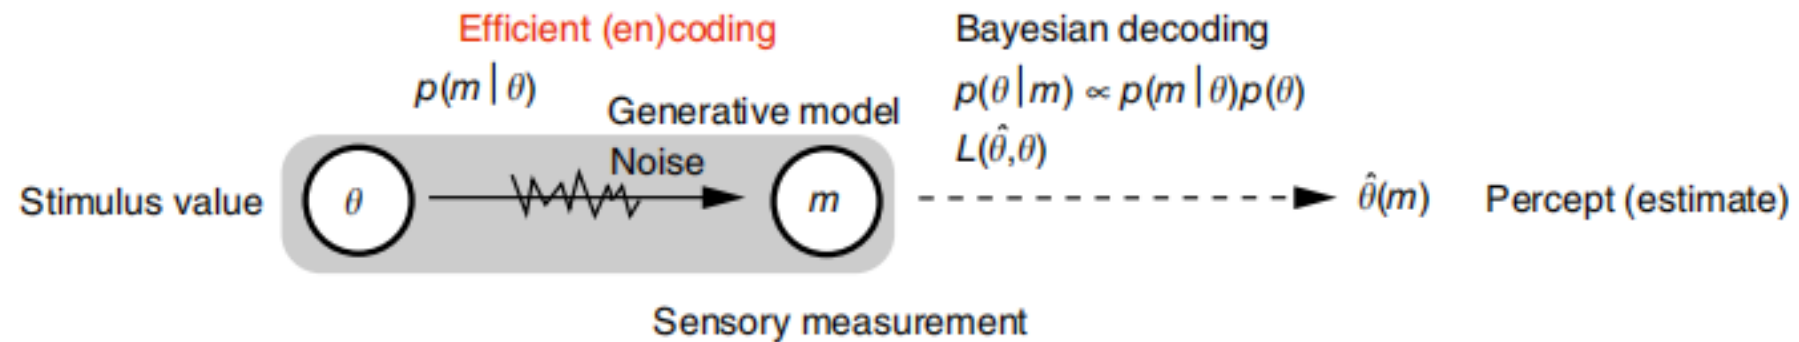 Efficient (en)coding
p(m|θ)
Generative model
Noise
Stimulus value
θ
m
Sensory measurement
Bayesian decoding
p(θ|m) ∝ p(m|θ)p(θ)
L(θ̂,θ)
θ̂(m)
Percept (estimate)